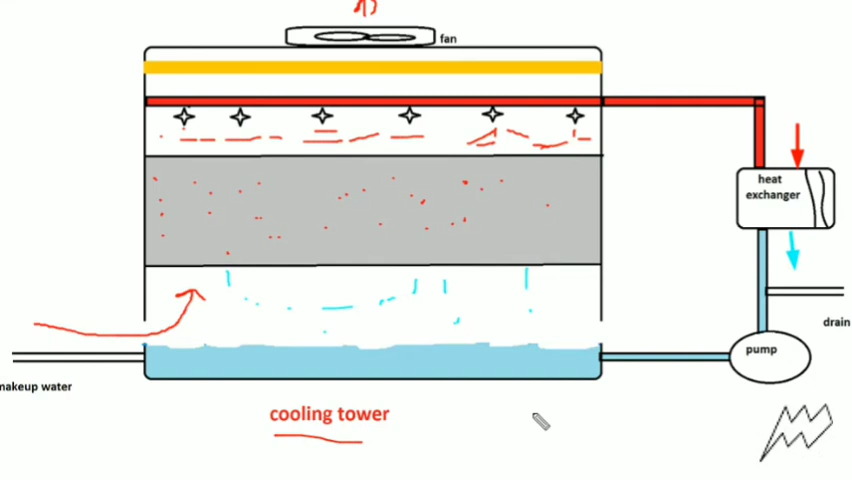 fan
heat
exchanger
drain
pump
makeup water
cooling tower